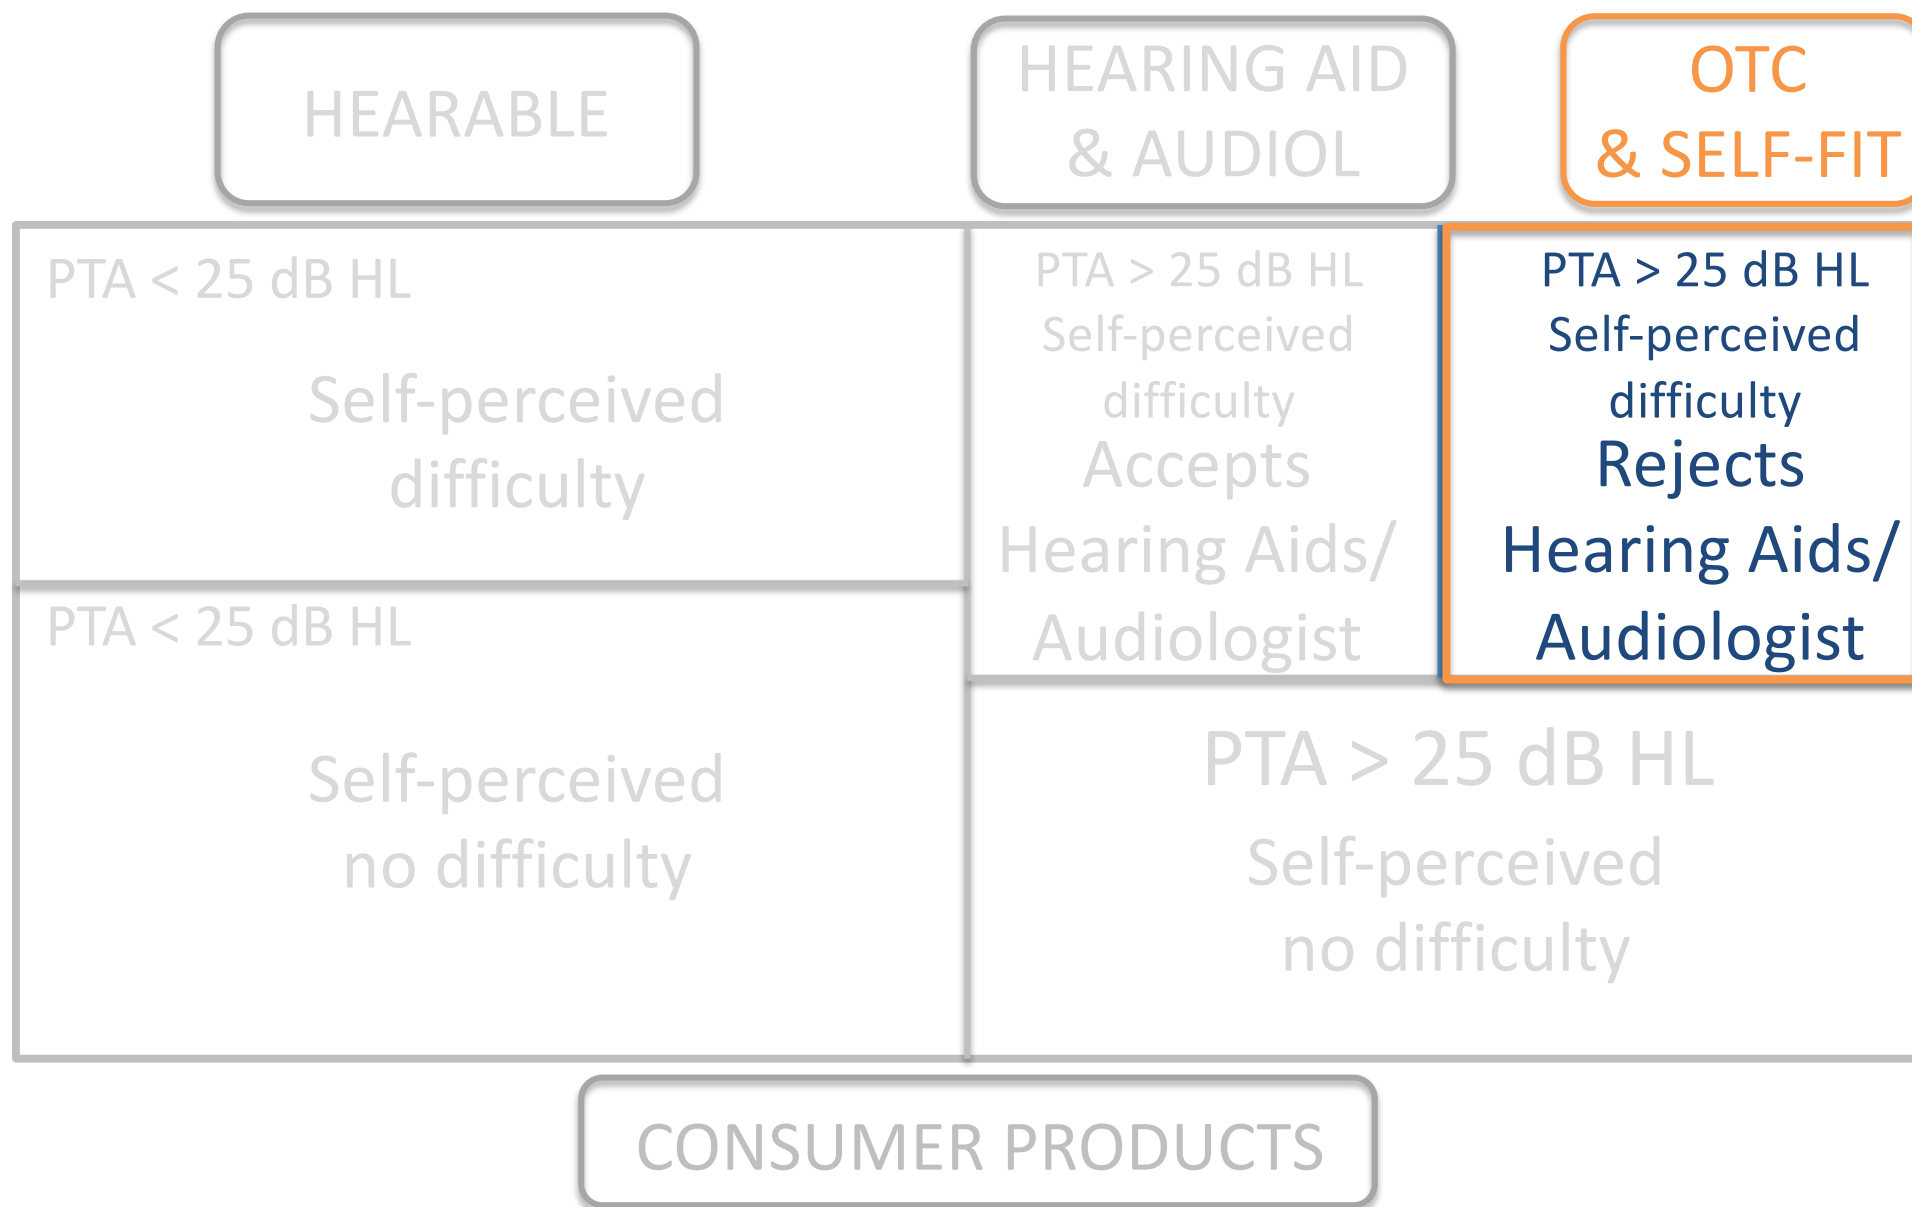 HEARABLE
HEARING AID
& AUDIOL
OTC
& SELF-FIT
PTA < 25 dB HL
Self-perceived
difficulty
PTA > 25 dB HL
Self-perceived
difficulty
Accepts
Hearing Aids/
Audiologist
PTA > 25 dB HL
Self-perceived
difficulty
Rejects
Hearing Aids/
Audiologist
PTA < 25 dB HL
Self-perceived
no difficulty
PTA > 25 dB HL
Self-perceived
no difficulty
CONSUMER PRODUCTS